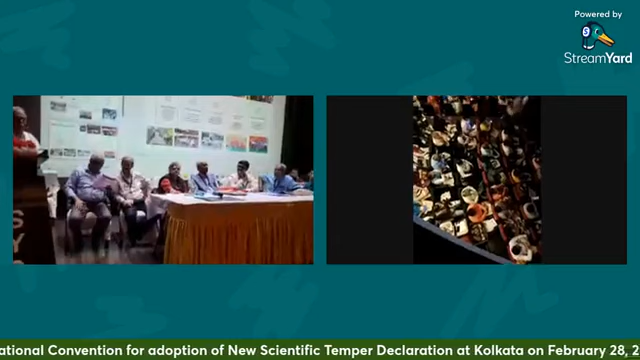 Powered by
StreamYard
ational Convention for adoption of New Scientific Temper Declaration at Kolkata on February 28, 2